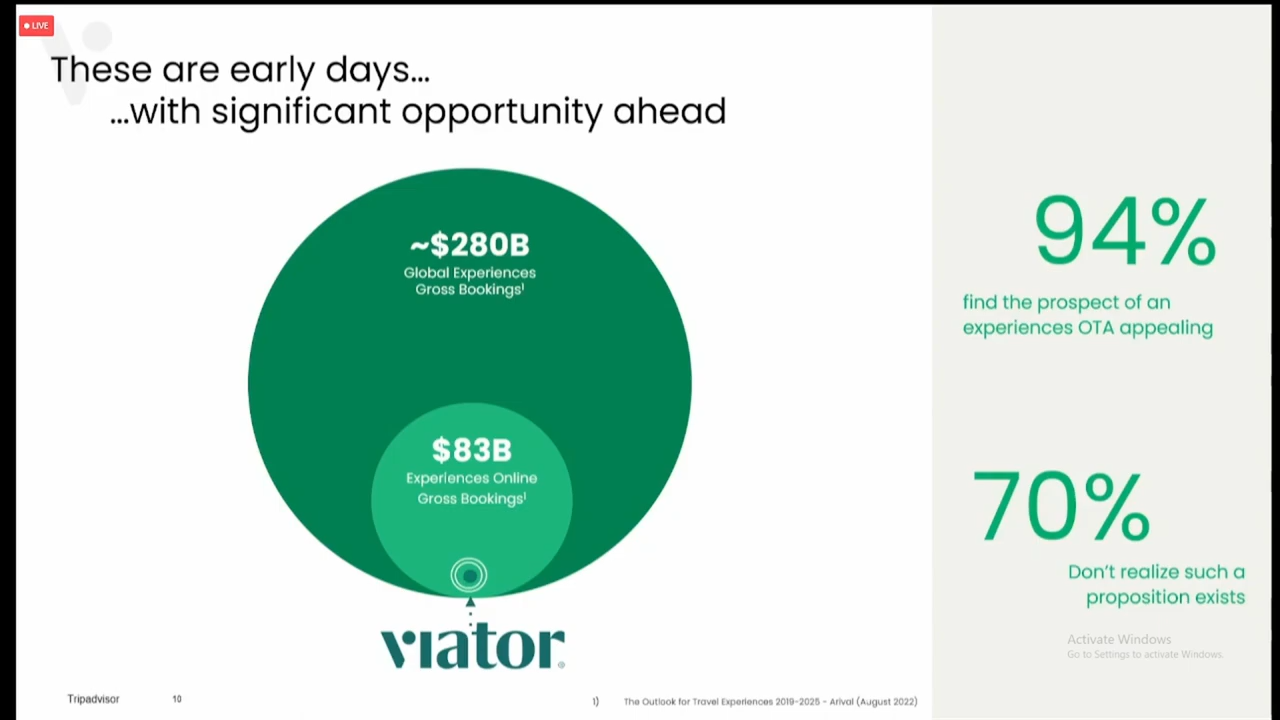 LIVE
These are early days...
...with significant opportunity ahead
~$280B
Global Experiences
Gross Bookings¹
$83B
Experiences Online
Gross Bookings¹
viator®
94%
find the prospect of an
experiences OTA appealing
70%
Don't realize such a
proposition exists
Activate Windows
Go to Settings to activate Windows.
Tripadvisor 10
1) The Outlook for Travel Experiences 2019-2025 - Arival (August 2022)